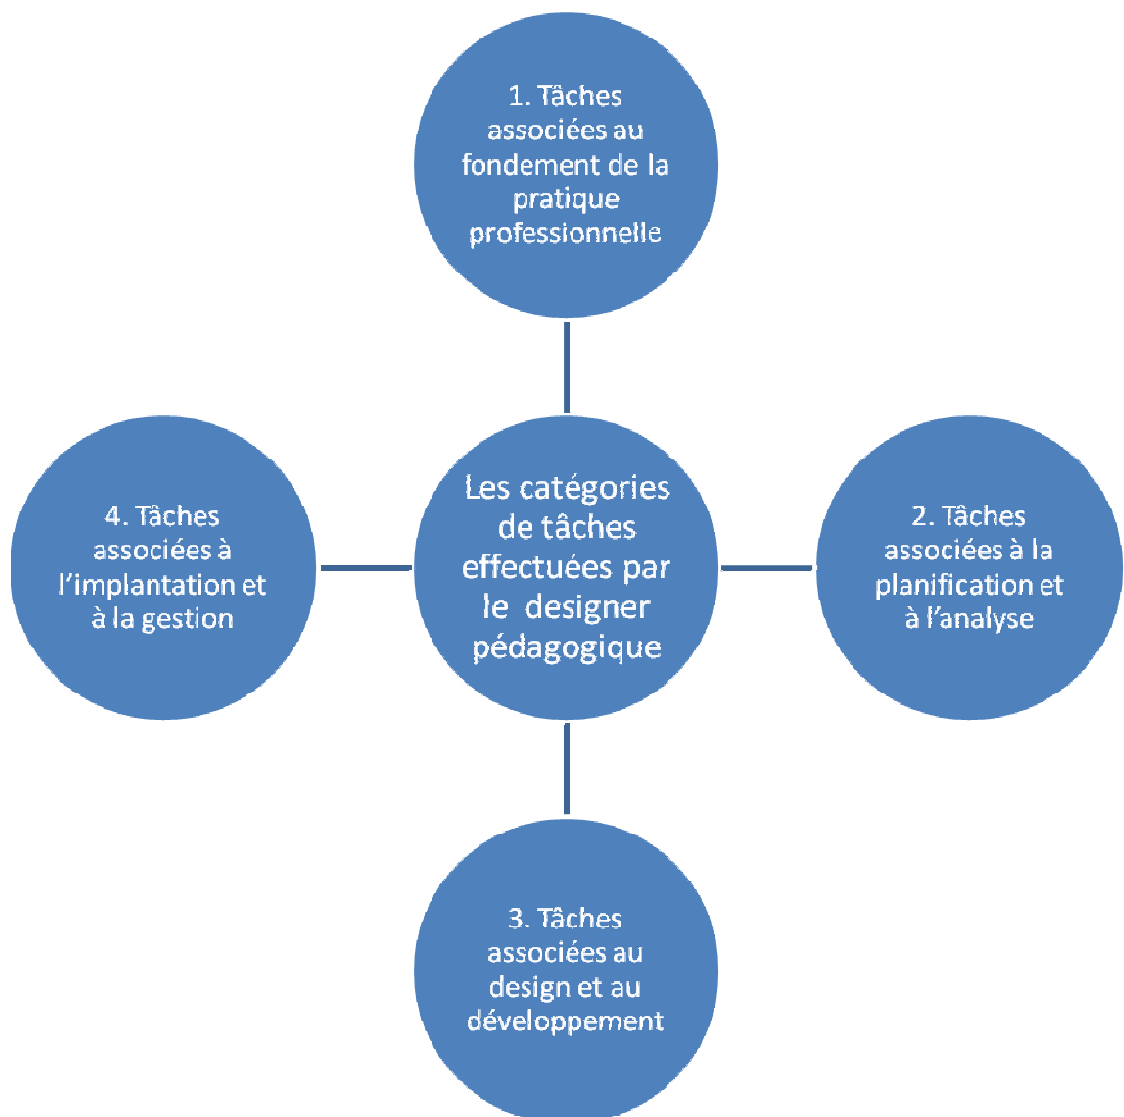 1. Tâches
associées au
fondement de la
pratique
professionnelle
4. Tâches
associées à
l'implantation et
à la gestion
Les catégories
de tâches
effectuées par
le designer
pédagogique
2. Tâches
associées à la
planification et
à l'analyse
3. Tâches
associées au
design et au
développement